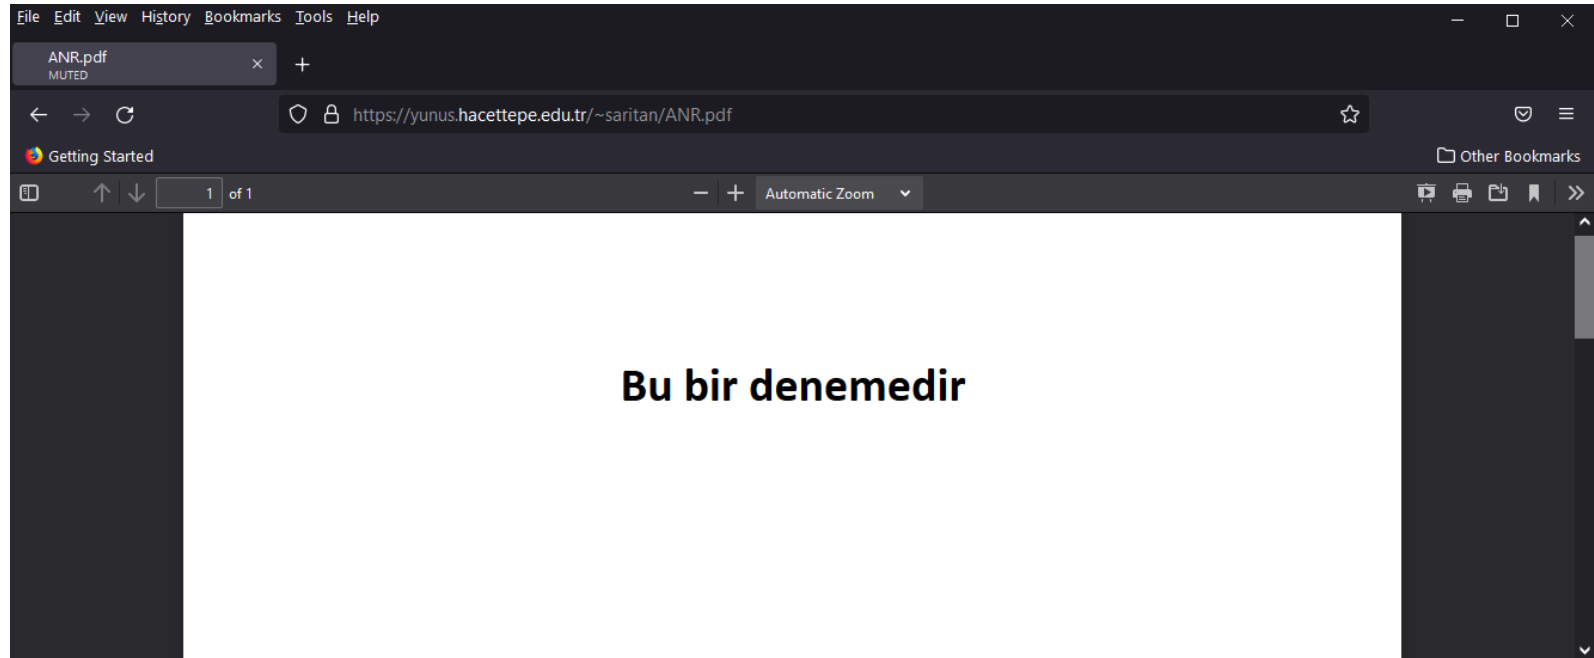 File Edit View History Bookmarks Tools Help
ANR.pdf
MUTED
https://yunus.hacettepe.edu.tr/~saritan/ANR.pdf
Getting Started
Other Bookmarks
1 of 1
Automatic Zoom
Bu bir denemedir